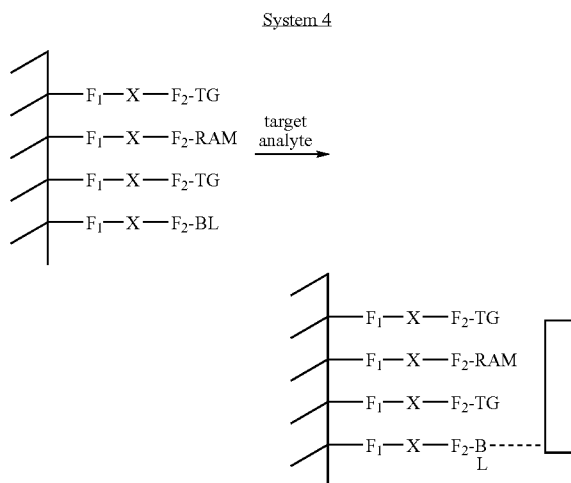 System 4
F₁—X—F₂-TG
F₁—X—F₂-RAM
F₁—X—F₂-TG
F₁—X—F₂-BL
target
analyte
F₁—X—F₂-TG
F₁—X—F₂-RAM
F₁—X—F₂-TG
F₁—X—F₂-B
L